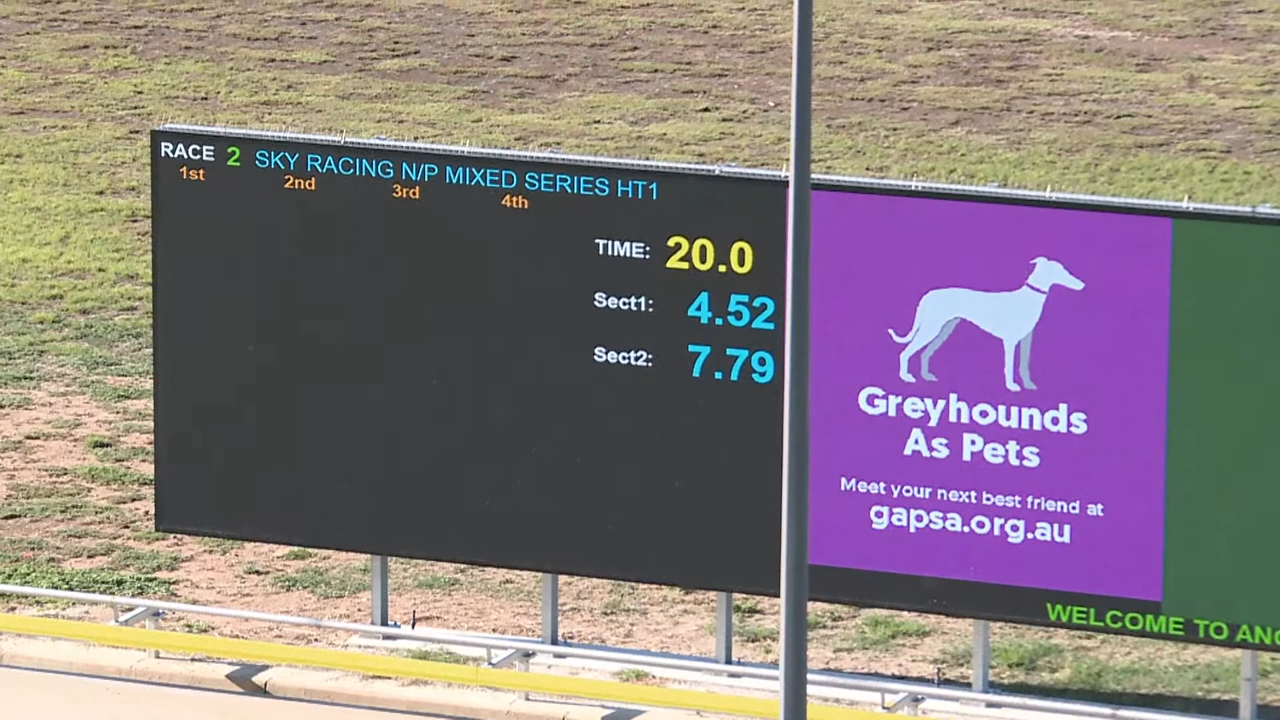 RACE 2 SKY RACING N/P MIXED SERIES HT1
1st 2nd 3rd 4th
TIME: 20.0
Sect1: 4.52
Sect2: 7.79
Greyhounds
As Pets
Meet your next best friend at
gapsa.org.au
WELCOME TO